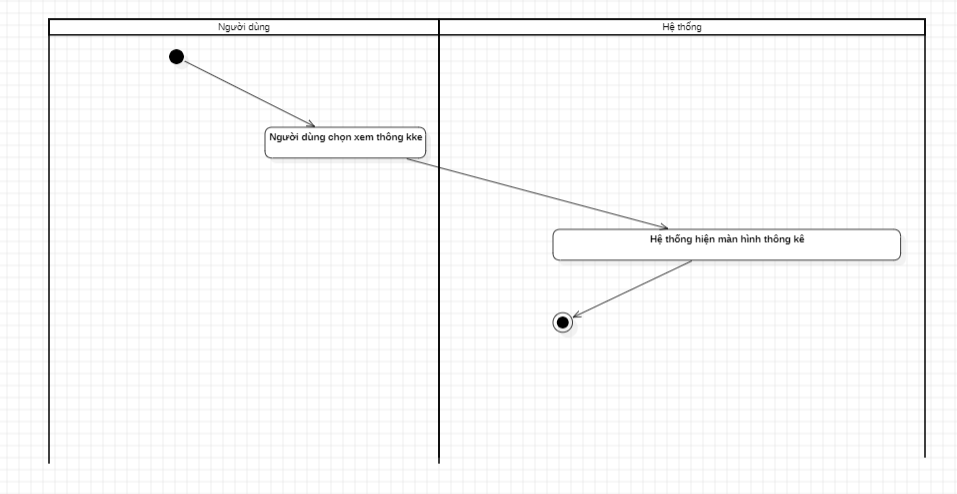 Người dùng
Hệ thống
Người dùng chọn xem thông kke
Hệ thống hiện màn hình thông kê